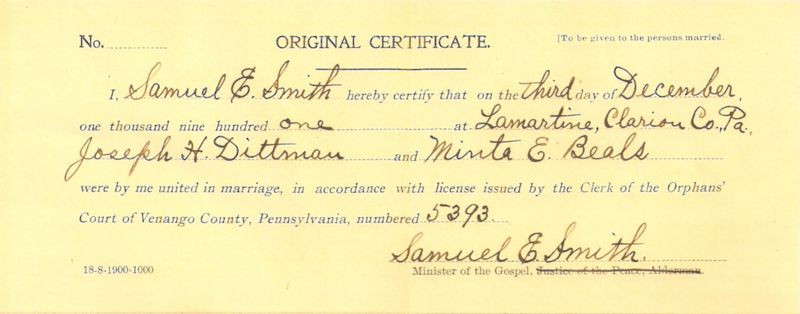 No. ORIGINAL CERTIFICATE. [To be given to the persons married.
I, Samuel E. Smith hereby certify that on the third day of December,
one thousand nine hundred one at Lamartine, Clarion Co., Pa.,
Joseph H. Dittman and Minta E. Beals
were by me united in marriage, in accordance with license issued by the Clerk of the Orphans'
Court of Venango County, Pennsylvania, numbered 5393.
Samuel E. Smith.
18-8-1900-1000 Minister of the Gospel, Justice of the Peace, Alderman.